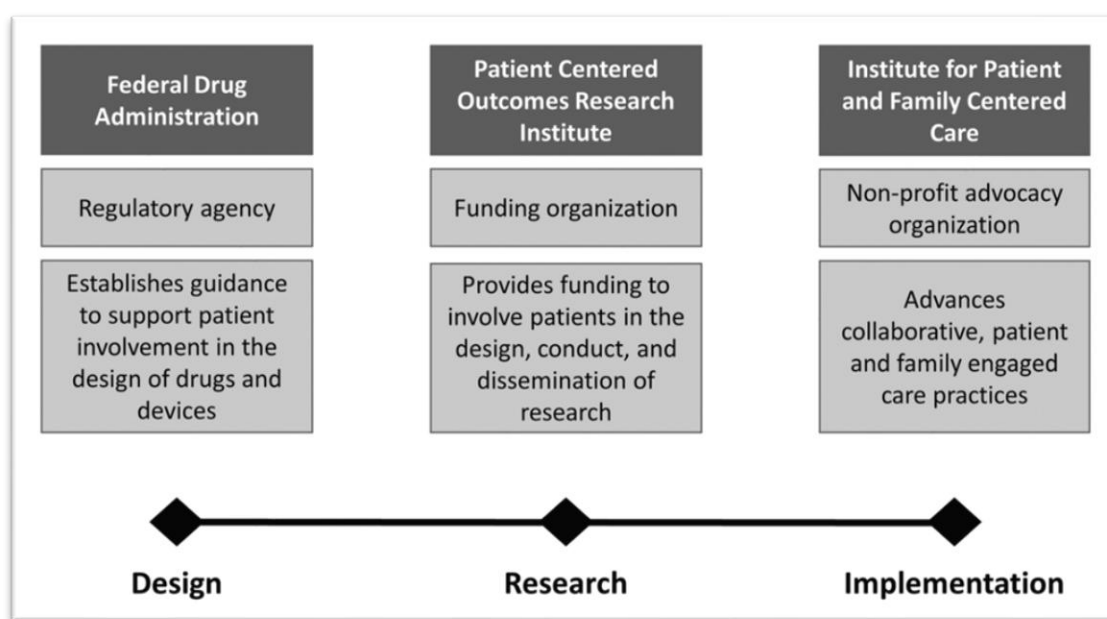 Federal Drug
Administration
Regulatory agency
Establishes guidance
to support patient
involvement in the
design of drugs and
devices
Patient Centered
Outcomes Research
Institute
Funding organization
Provides funding to
involve patients in the
design, conduct, and
dissemination of
research
Institute for Patient
and Family Centered
Care
Non-profit advocacy
organization
Advances
collaborative, patient
and family engaged
care practices
Design
Research
Implementation